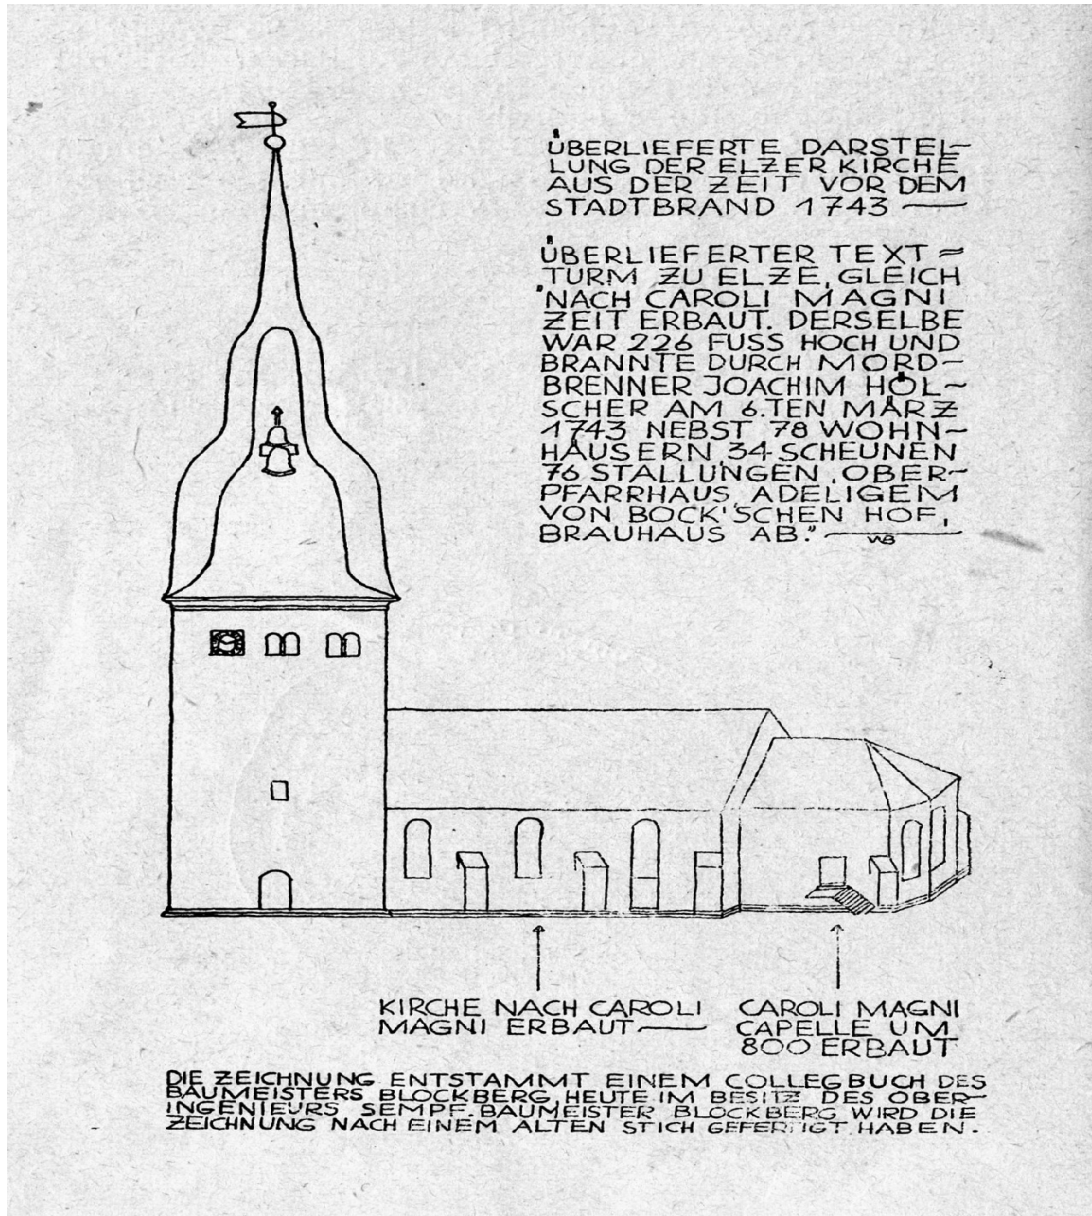 ÜBERLIEFERTE DARSTEL-
LUNG DER ELZER KIRCHE
AUS DER ZEIT VOR DEM
STADTBRAND 1743 —
ÜBERLIEFERTER TEXT =
"TURM ZU ELZE, GLEICH
NACH CAROLI MAGNI
ZEIT ERBAUT. DERSELBE
WAR 226 FUSS HOCH UND
BRANNTE DURCH MORD-
BRENNER JOACHIM HÖL-
SCHER AM 6.TEN MÄRZ
1743 NEBST 78 WOHN-
HÄUSERN 34 SCHEUNEN
76 STALLUNGEN, OBER-
PFARRHAUS, ADELIGEM
VON BOCK'SCHEN HOF,
BRAUHAUS AB." —
WB
KIRCHE NACH CAROLI
MAGNI ERBAUT —
CAROLI MAGNI
CAPELLE UM
800 ERBAUT
DIE ZEICHNUNG ENTSTAMMT EINEM COLLEGBUCH DES
BAUMEISTERS BLOCKBERG, HEUTE IM BESITZ DES OBER-
INGENIEURS SEMPF. BAUMEISTER BLOCKBERG WIRD DIE
ZEICHNUNG NACH EINEM ALTEN STICH GEFERTIGT HABEN.